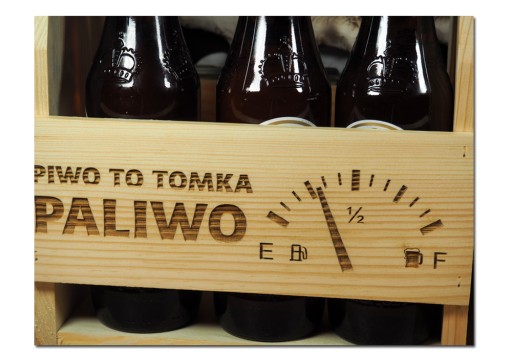 PIWO TO TOMKA
PALIWO
½
E F